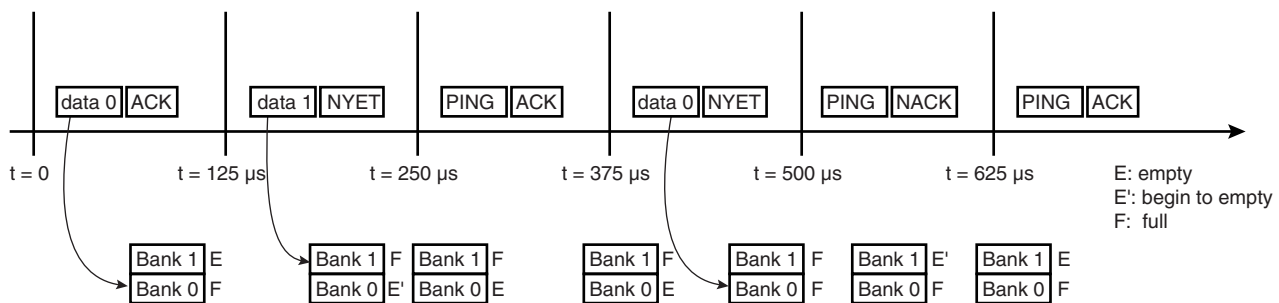 data 0 ACK data 1 NYET PING ACK data 0 NYET PING NACK PING ACK
t = 0 t = 125 µs t = 250 µs t = 375 µs t = 500 µs t = 625 µs
E: empty
E': begin to empty
F: full
Bank 1 E Bank 1 F Bank 1 F Bank 1 F Bank 1 F Bank 1 E' Bank 1 E
Bank 0 F Bank 0 E' Bank 0 E Bank 0 E Bank 0 F Bank 0 F Bank 0 F